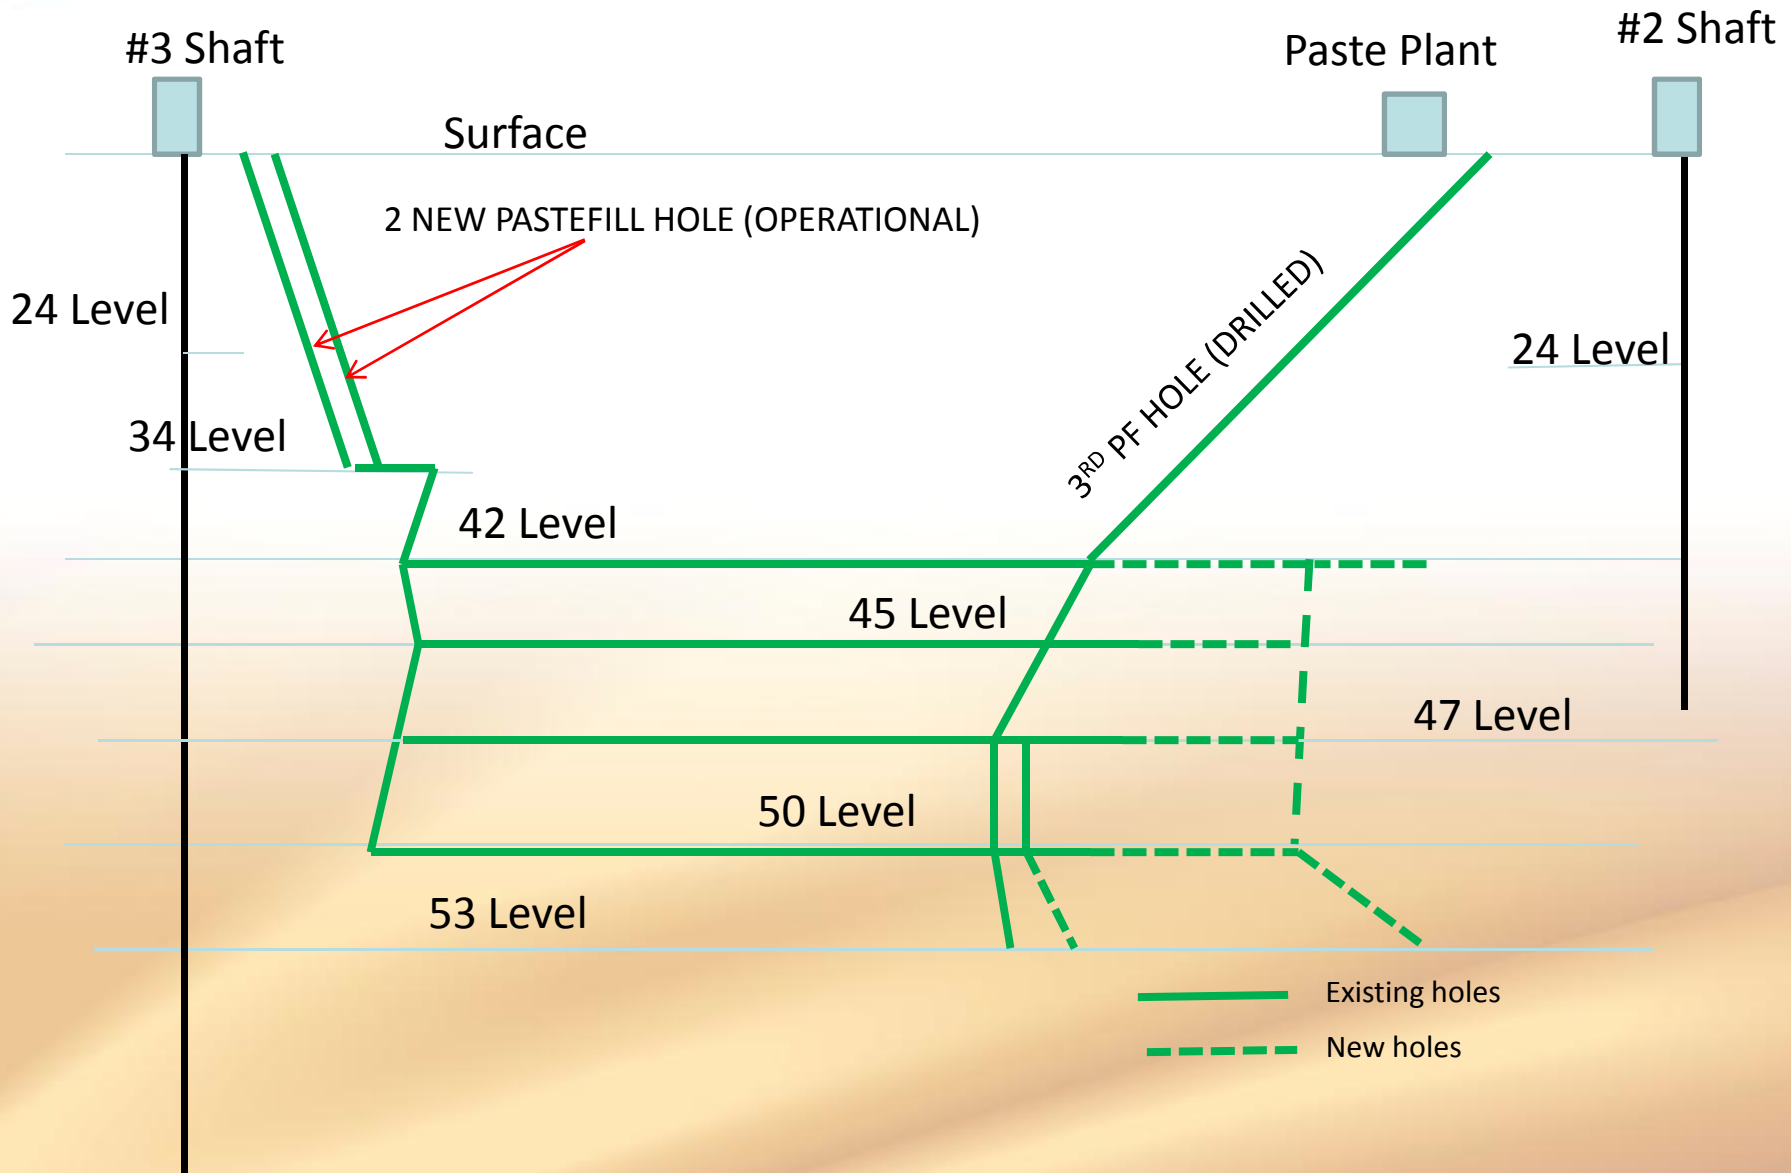 #3 Shaft
Paste Plant
#2 Shaft
Surface
2 NEW PASTEFILL HOLE (OPERATIONAL)
24 Level
3RD PF HOLE (DRILLED)
24 Level
34 Level
42 Level
45 Level
47 Level
50 Level
53 Level
Existing holes
New holes